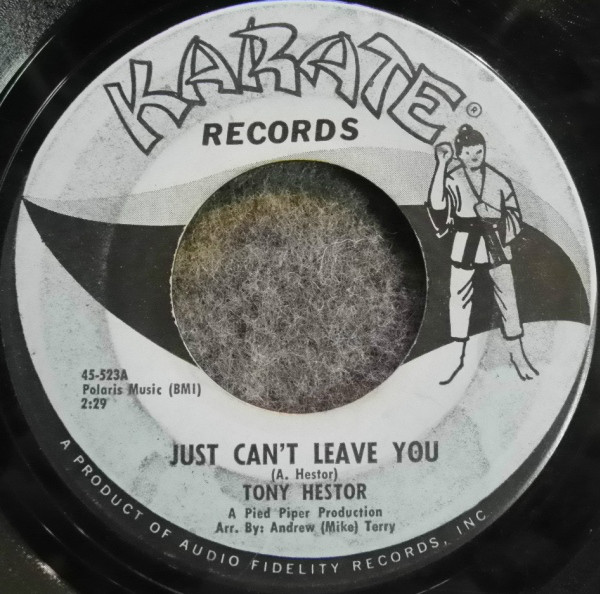 KARATE ®
RECORDS
45-523A
Polaris Music (BMI)
2:29
JUST CAN'T LEAVE YOU
(A. Hestor)
TONY HESTOR
A Pied Piper Production
Arr. By: Andrew (Mike) Terry
A PRODUCT OF AUDIO FIDELITY RECORDS, INC